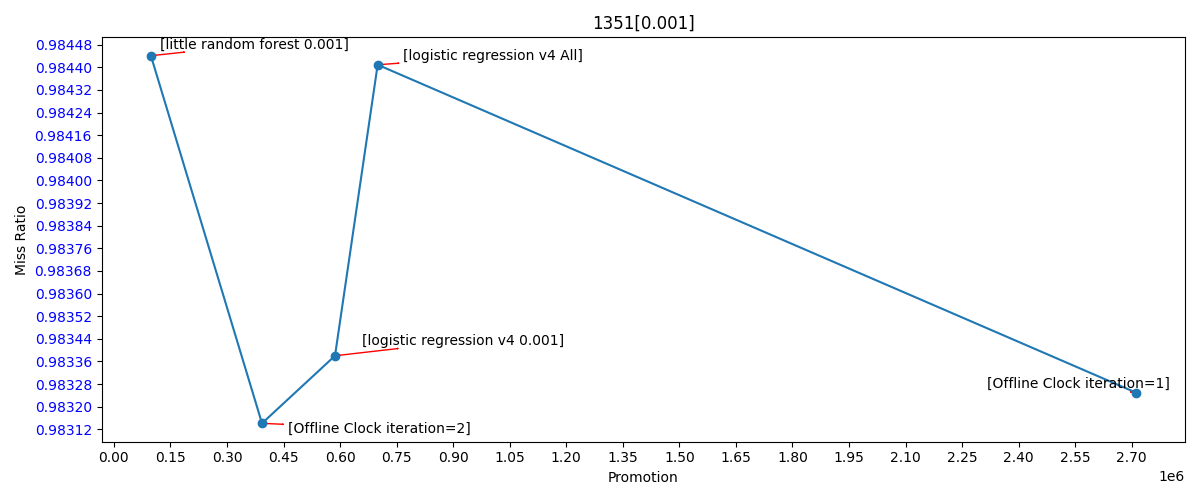 1351[0.001]
0.98448
0.98440
0.98432
0.98424
0.98416
0.98408
0.98400
0.98392
0.98384
0.98376
0.98368
0.98360
0.98352
0.98344
0.98336
0.98328
0.98320
0.98312
Miss Ratio
[little random forest 0.001]
[logistic regression v4 All]
[logistic regression v4 0.001]
[Offline Clock iteration=1]
[Offline Clock iteration=2]
0.00 0.15 0.30 0.45 0.60 0.75 0.90 1.05 1.20 1.35 1.50 1.65 1.80 1.95 2.10 2.25 2.40 2.55 2.70
Promotion
1e6